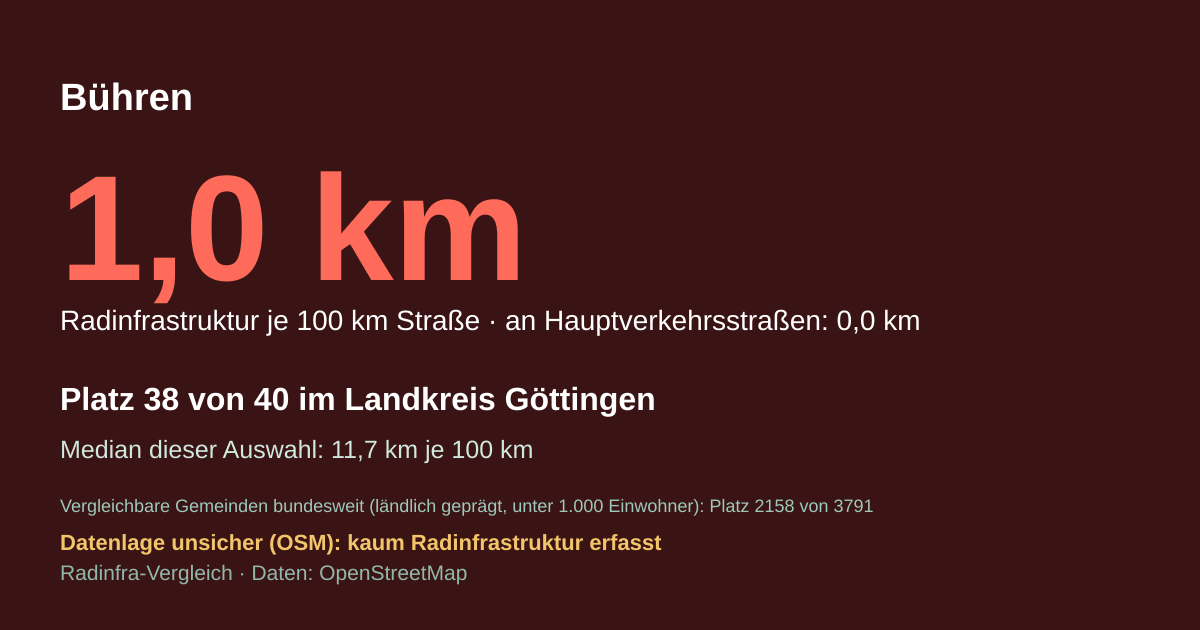 Bühren
1,0 km
Radinfrastruktur je 100 km Straße · an Hauptverkehrsstraßen: 0,0 km
Platz 38 von 40 im Landkreis Göttingen
Median dieser Auswahl: 11,7 km je 100 km
Vergleichbare Gemeinden bundesweit (ländlich geprägt, unter 1.000 Einwohner): Platz 2158 von 3791
Datenlage unsicher (OSM): kaum Radinfrastruktur erfasst
Radinfra-Vergleich · Daten: OpenStreetMap